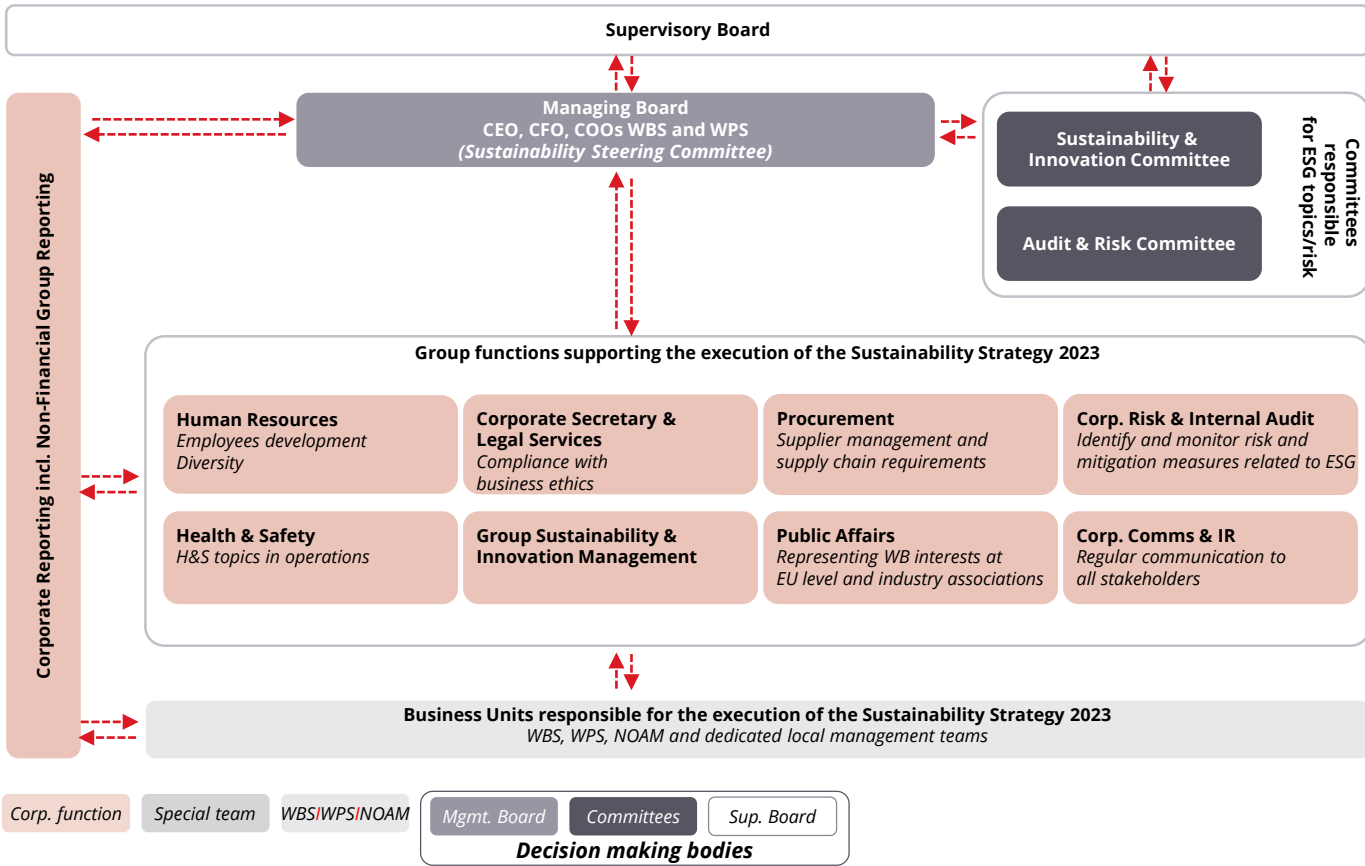 Supervisory Board
Managing Board
CEO, CFO, COOs WBS and WPS
(Sustainability Steering Committee)
Sustainability &
Innovation Committee
Audit & Risk Committee
Committees
responsible
for ESG topics/risk
Corporate Reporting incl. Non-Financial Group Reporting
Group functions supporting the execution of the Sustainability Strategy 2023
Human Resources
Employees development
Diversity
Corporate Secretary &
Legal Services
Compliance with
business ethics
Procurement
Supplier management and
supply chain requirements
Corp. Risk & Internal Audit
Identify and monitor risk and
mitigation measures related to ESG
Health & Safety
H&S topics in operations
Group Sustainability &
Innovation Management
Public Affairs
Representing WB interests at
EU level and industry associations
Corp. Comms & IR
Regular communication to
all stakeholders
Business Units responsible for the execution of the Sustainability Strategy 2023
WBS, WPS, NOAM and dedicated local management teams
Corp. function
Special team
WBS/WPS/NOAM
Mgmt. Board
Committees
Sup. Board
Decision making bodies